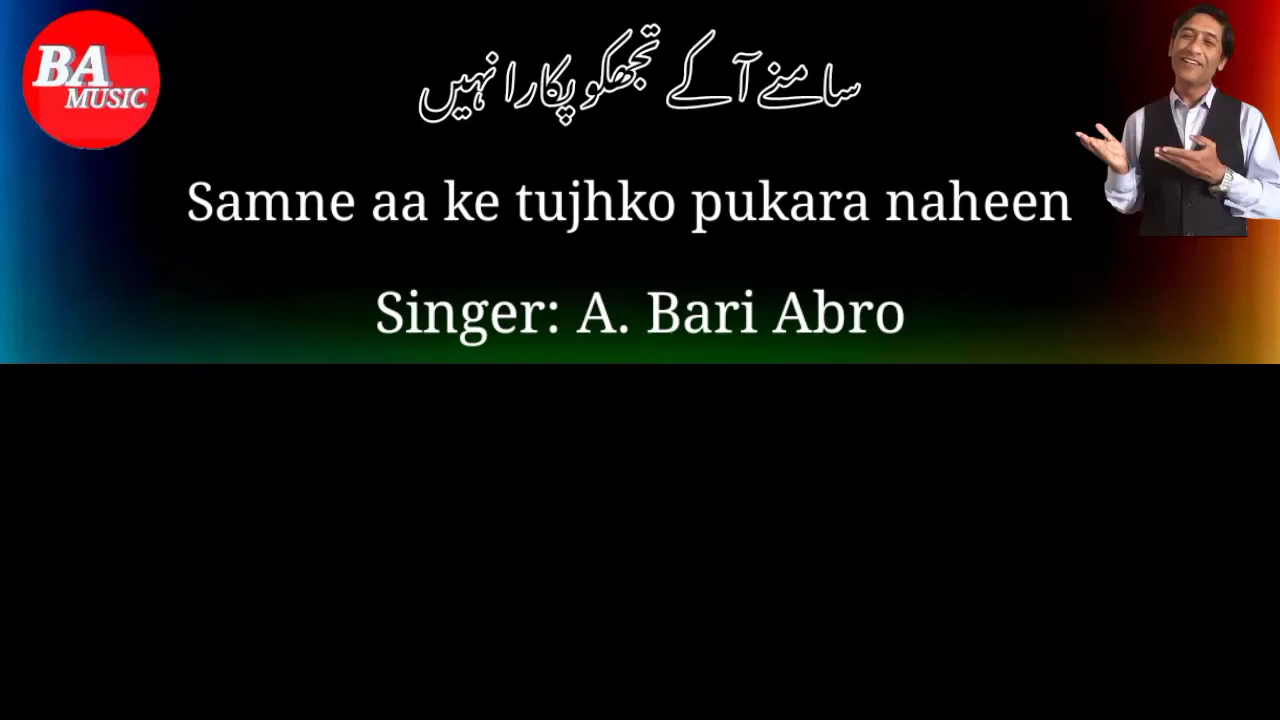 BA
MUSIC
سامنے آ کے تجھکو پکارا نہیں
Samne aa ke tujhko pukara naheen
Singer: A. Bari Abro